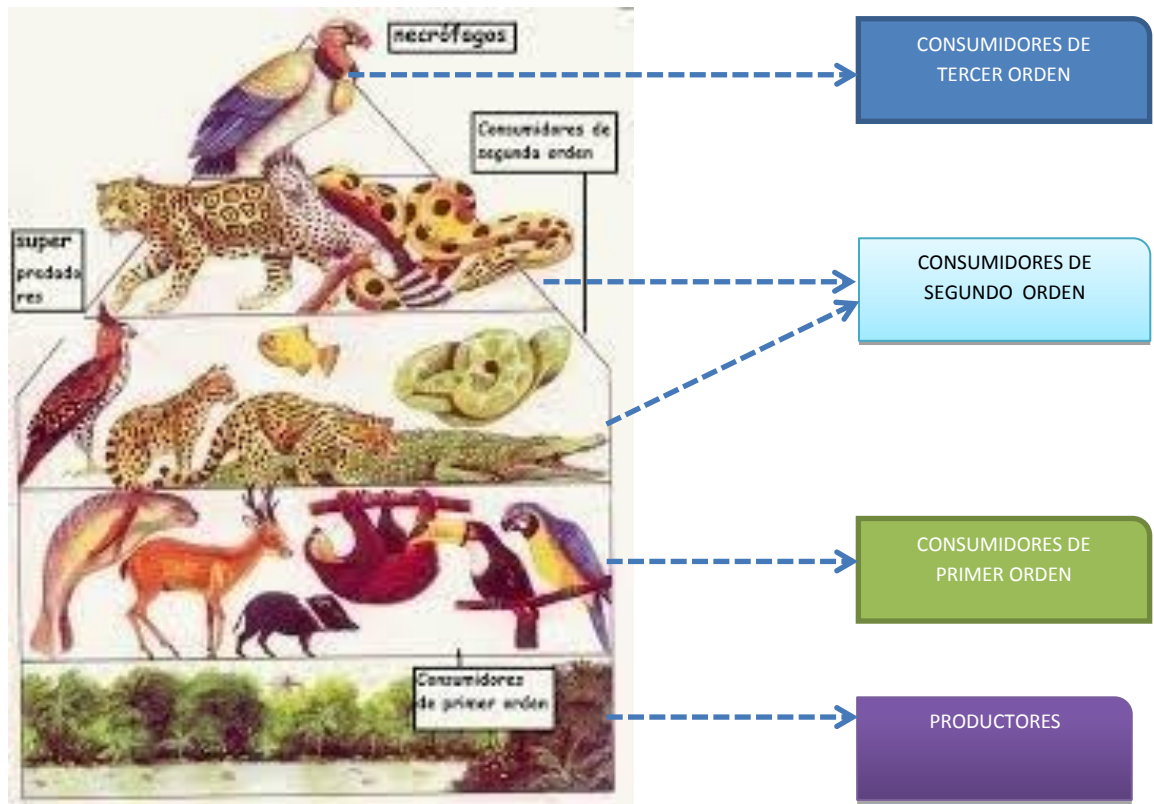 necrófagos
CONSUMIDORES DE
TERCER ORDEN
Consumidores de
segunda orden
super
predado
res
CONSUMIDORES DE
SEGUNDO ORDEN
CONSUMIDORES DE
PRIMER ORDEN
Consumidores
de primer orden
PRODUCTORES